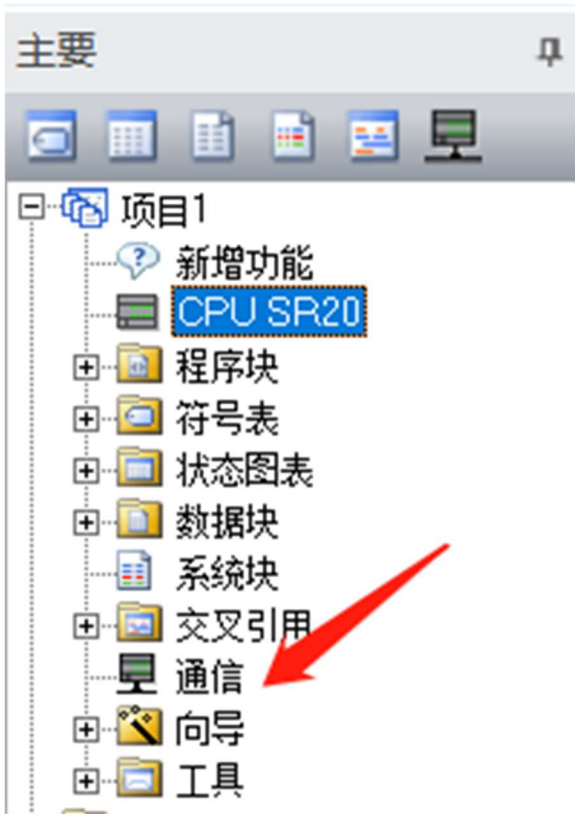 主要
项目1
新增功能
CPU SR20
程序块
符号表
状态图表
数据块
系统块
交叉引用
通信
向导
工具